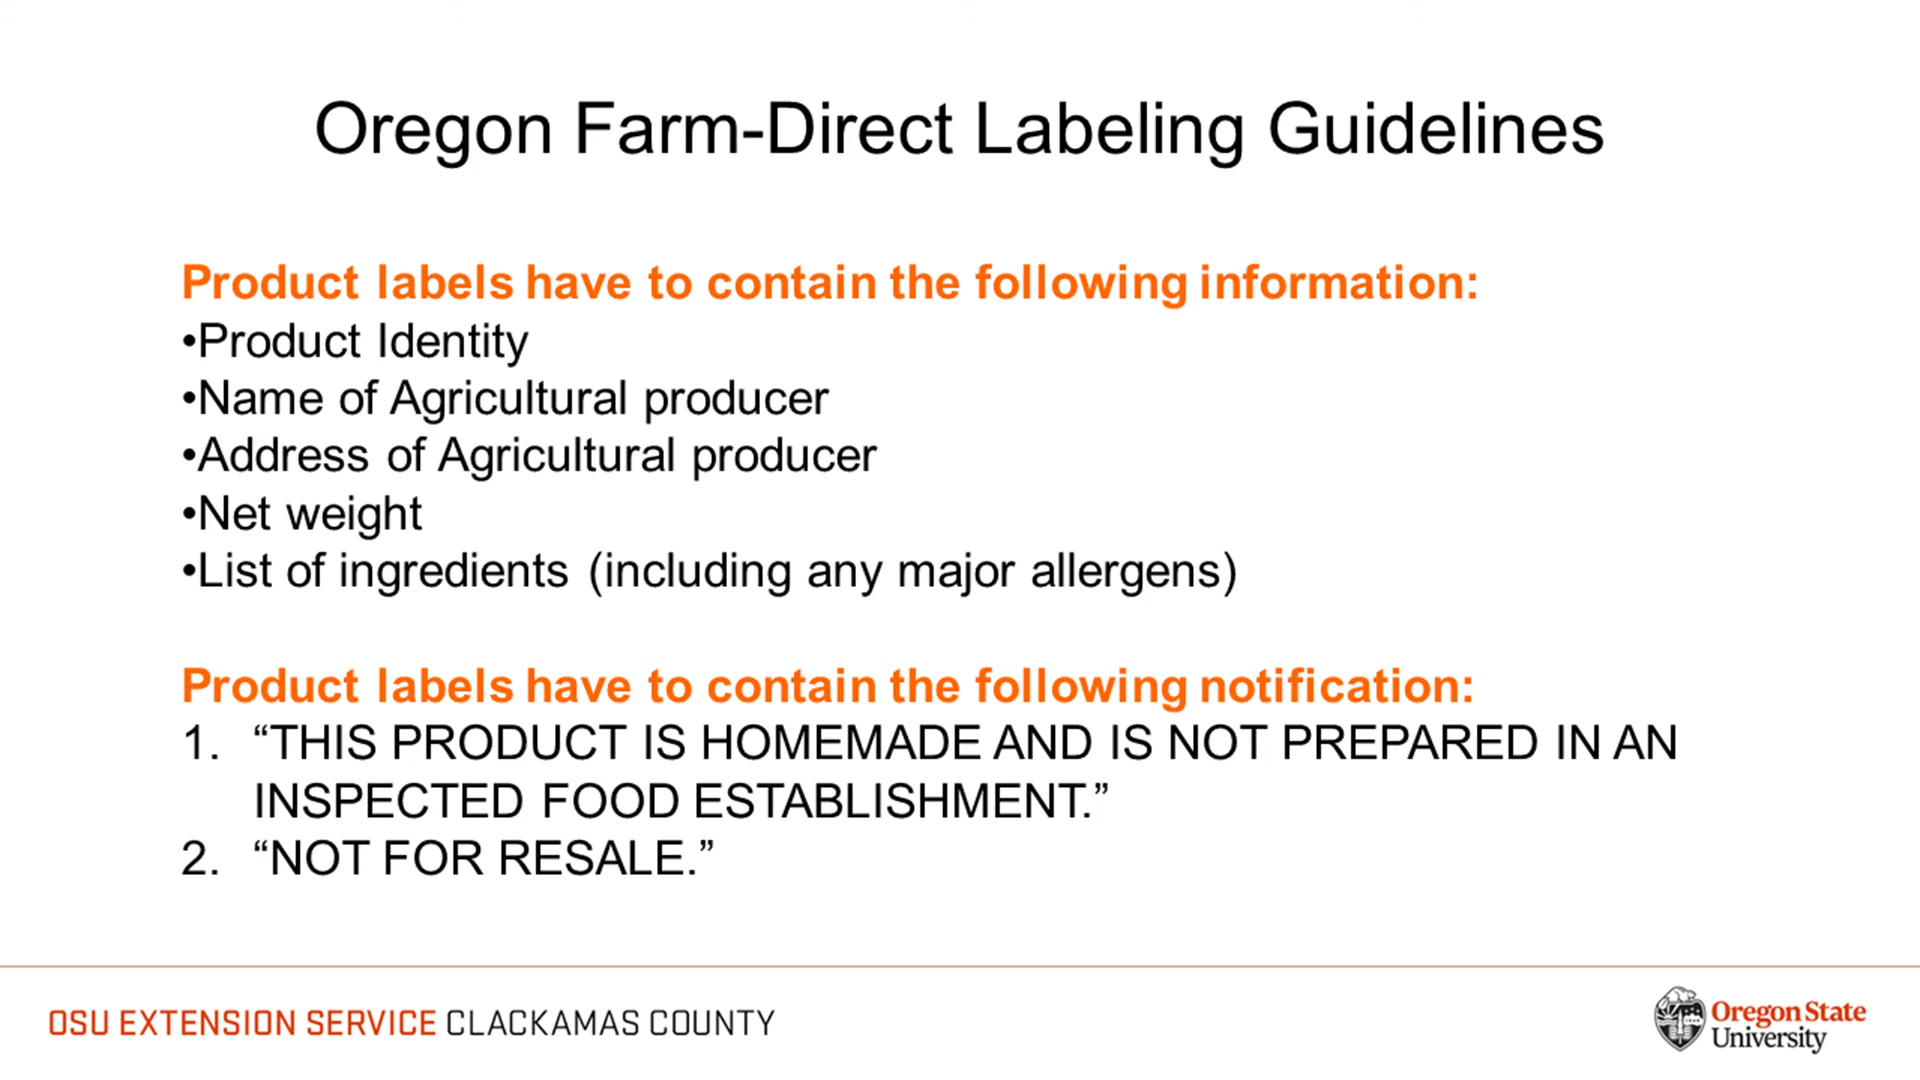 Oregon Farm-Direct Labeling Guidelines
Product labels have to contain the following information:
•Product Identity
•Name of Agricultural producer
•Address of Agricultural producer
•Net weight
•List of ingredients (including any major allergens)
Product labels have to contain the following notification:
1. “THIS PRODUCT IS HOMEMADE AND IS NOT PREPARED IN AN
INSPECTED FOOD ESTABLISHMENT.”
2. “NOT FOR RESALE.”
OSU EXTENSION SERVICE CLACKAMAS COUNTY
Oregon State
University